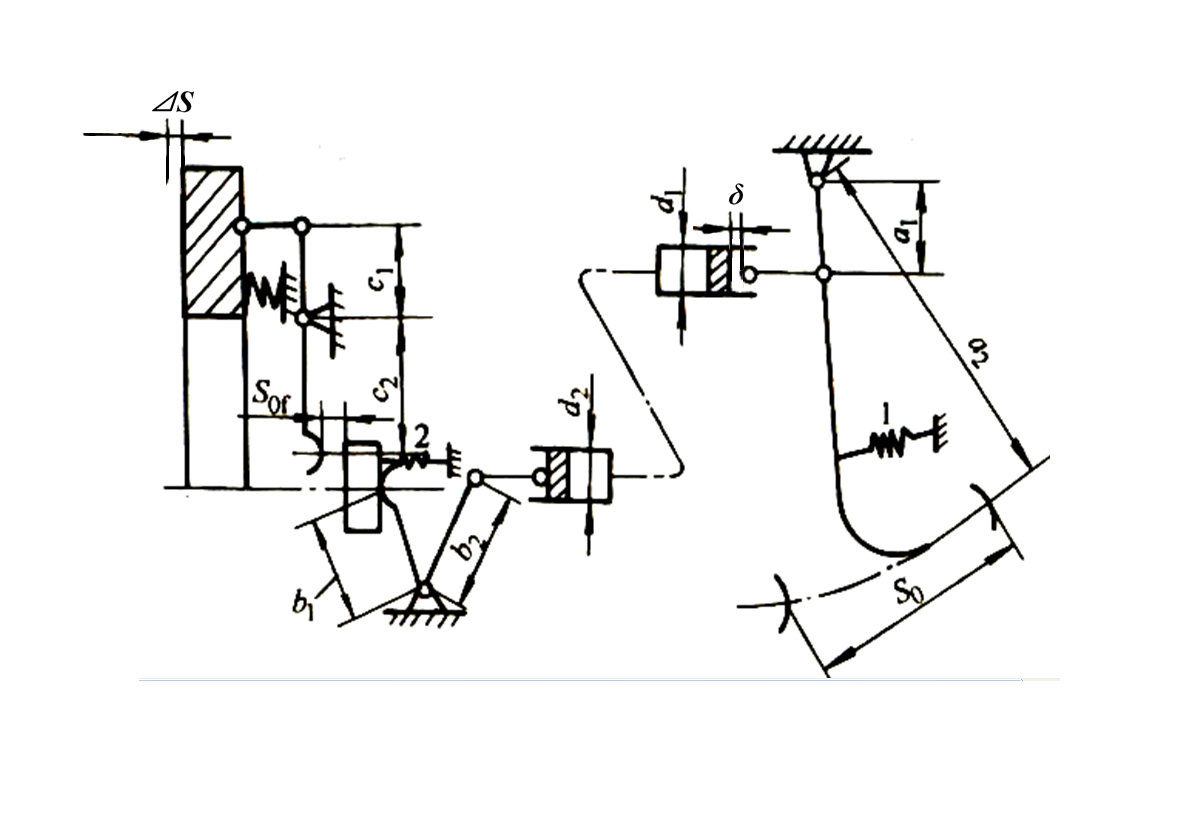 ΔS
d₁
δ
a₁
c₁
a₂
S₀f
c₂
d₂
2
1
b₂
b₁
S₀